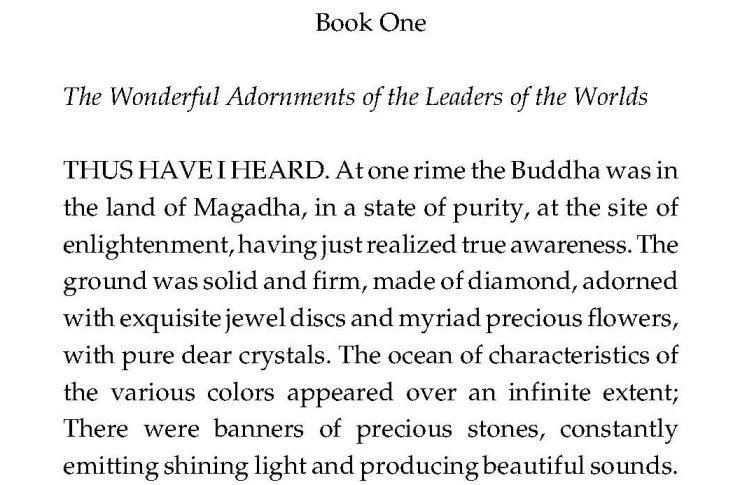 Book One
The Wonderful Adornments of the Leaders of the Worlds
THUS HAVE I HEARD. At one rime the Buddha was in
the land of Magadha, in a state of purity, at the site of
enlightenment, having just realized true awareness. The
ground was solid and firm, made of diamond, adorned
with exquisite jewel discs and myriad precious flowers,
with pure dear crystals. The ocean of characteristics of
the various colors appeared over an infinite extent;
There were banners of precious stones, constantly
emitting shining light and producing beautiful sounds.